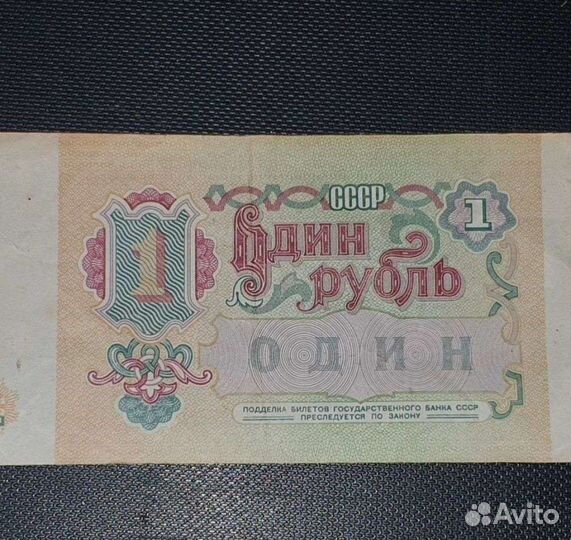 СССР
1
1
Один
рубль
ОДИН
ПОДДЕЛКА БИЛЕТОВ ГОСУДАРСТВЕННОГО БАНКА СССР
ПРЕСЛЕДУЕТСЯ ПО ЗАКОНУ
Avito